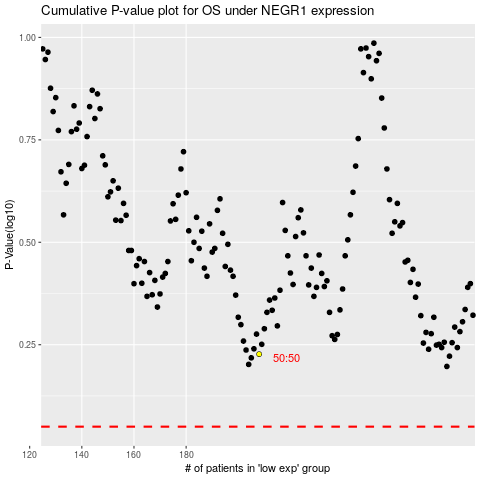 Cumulative P-value plot for OS under NEGR1 expression
P-Value(log10)
1.00
0.75
0.50
0.25
50:50
120 140 160 180
# of patients in 'low exp' group